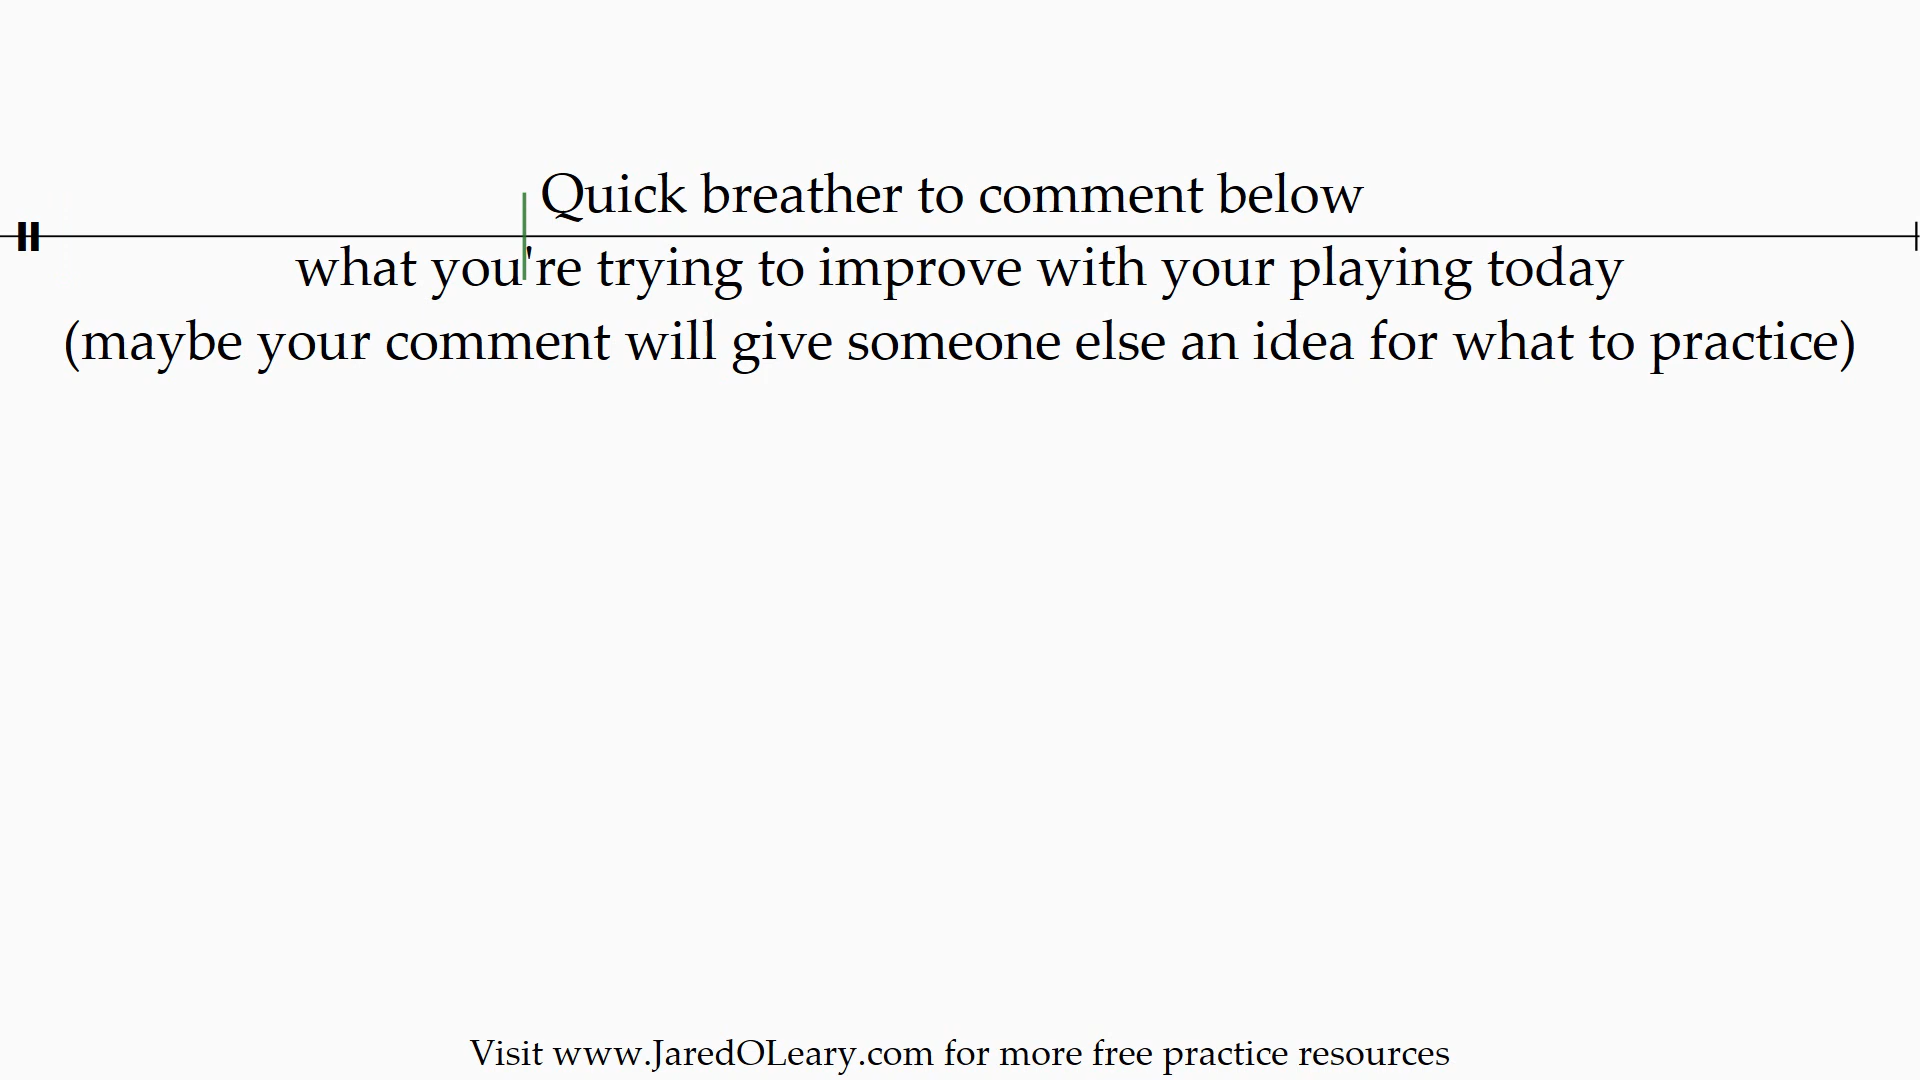 Quick breather to comment below
what you're trying to improve with your playing today
(maybe your comment will give someone else an idea for what to practice)
Visit www.JaredOLeary.com for more free practice resources